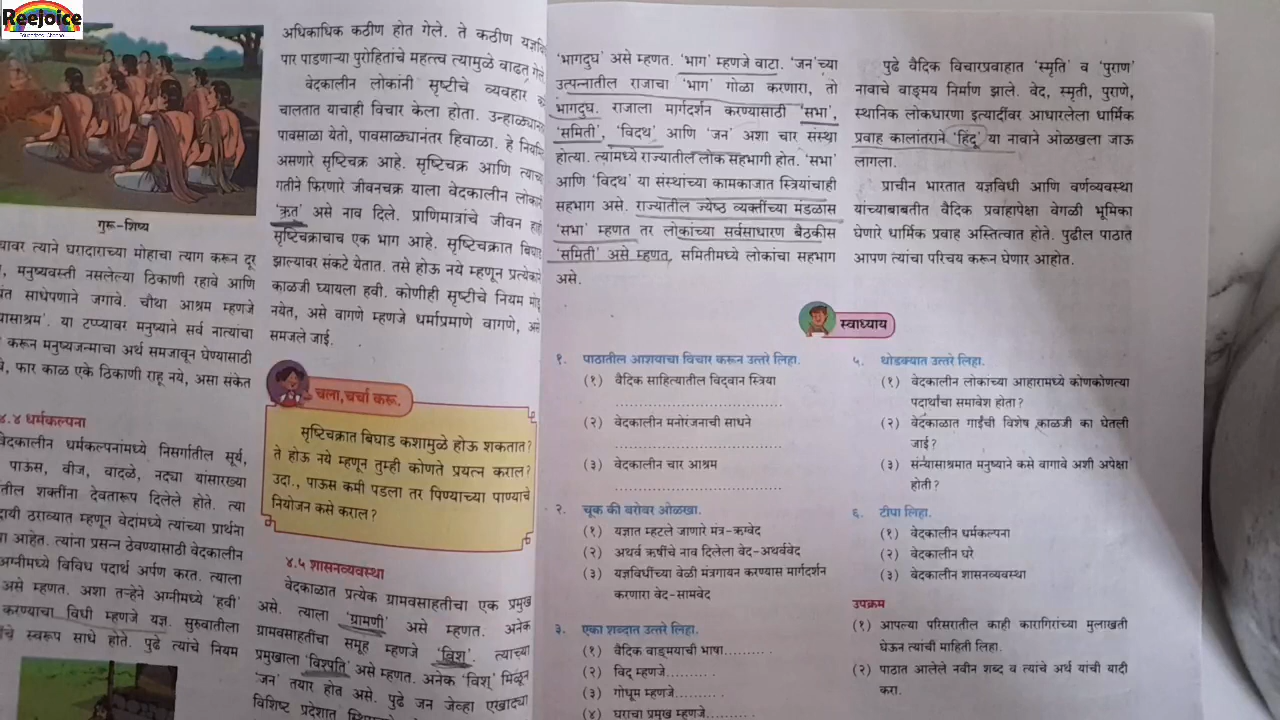 Reejoice
Educational Channel
गुरू-शिष्य
यावर त्याने घरादाराच्या मोहाचा त्याग करून दूर
मनुष्यवस्ती नसलेल्या ठिकाणी रहावे आणि
साधेपणाने जगावे. चौथा आश्रम म्हणजे
या टप्प्यावर मनुष्याने सर्व नात्यांचा
करून मनुष्यजन्माचा अर्थ समजावून घेण्यासाठी
फार काळ एके ठिकाणी राहू नये, असा संकेत
४.४ धर्मकल्पना
वेदकालीन धर्मकल्पनांमध्ये निसर्गातील सूर्य,
पाऊस, वीज, वादळे, नद्या यांसारख्या
शक्तींना देवतारूप दिलेले होते. त्या
ठराव्यात म्हणून वेदांमध्ये त्यांच्या प्रार्थना
आहेत. त्यांना प्रसन्न ठेवण्यासाठी वेदकालीन
अग्नीमध्ये विविध पदार्थ अर्पण करत. त्याला
असे म्हणत. अशा तऱ्हेने अग्नीमध्ये ‘हवी’
करण्याचा विधी म्हणजे यज्ञ. सुरुवातीला
स्वरूप साधे होते. पुढे त्यांचे नियम
अधिकाधिक कठीण होत गेले. ते कठीण
पार पाडणाऱ्या पुरोहितांचे महत्त्व त्यामुळे वाढत गेले
वेदकालीन लोकांनी सृष्टीचे व्यवहार
चालतात याचाही विचार केला होता.
पावसाळा येतो, पावसाळ्यानंतर हिवाळा. हे
असणारे सृष्टिचक्र आहे. सृष्टिचक्र आणि
गतीने फिरणारे जीवनचक्र याला वेदकालीन
‘ऋत’ असे नाव दिले. प्राणिमात्रांचे जीवन
सृष्टिचक्राचाच एक भाग आहे. सृष्टिचक्रात
झाल्यावर संकटे येतात. तसे होऊ नये म्हणून
काळजी घ्यायला हवी. कोणीही सृष्टीचे नियम
नयेत, असे वागणे म्हणजे धर्माप्रमाणे वागणे,
समजले जाई.
चला,चर्चा करू.
सृष्टिचक्रात बिघाड कशामुळे होऊ शकतात?
ते होऊ नये म्हणून तुम्ही कोणते प्रयत्न कराल?
उदा., पाऊस कमी पडला तर पिण्याच्या पाण्याचे
नियोजन कसे कराल?
४.५ शासनव्यवस्था
वेदकाळात प्रत्येक ग्रामवसाहतीचा एक प्रमुख
असे. त्याला ‘ग्रामणी’ असे म्हणत. अनेक
ग्रामवसाहतींचा समूह म्हणजे ‘विश्’. त्याच्या
प्रमुखाला ‘विश्पति’ असे म्हणत. अनेक ‘विश्’ मिळून
‘जन’ तयार होत असे. पुढे जन जेव्हा एखाद्या
विशिष्ट प्रदेशात
‘भागदुघ’ असे म्हणत. ‘भाग’ म्हणजे वाटा. ‘जन’च्या
उत्पन्नातील राजाचा ‘भाग’ गोळा करणारा, तो
भागदुघ. राजाला मार्गदर्शन करण्यासाठी ‘सभा’,
‘समिती’, ‘विदथ’ आणि ‘जन’ अशा चार संस्था
होत्या. त्यांमध्ये राज्यातील लोक सहभागी होत. ‘सभा’
आणि ‘विदथ’ या संस्थांच्या कामकाजात स्त्रियांचाही
सहभाग असे. राज्यातील ज्येष्ठ व्यक्तींच्या मंडळास
‘सभा’ म्हणत तर लोकांच्या सर्वसाधारण बैठकीस
‘समिती’ असे म्हणत. समितीमध्ये लोकांचा सहभाग
असे.
पुढे वैदिक विचारप्रवाहात ‘स्मृति’ व ‘पुराण’
नावाचे वाङ्मय निर्माण झाले. वेद, स्मृती, पुराणे,
स्थानिक लोकधारणा इत्यादींवर आधारलेला धार्मिक
प्रवाह कालांतराने ‘हिंदू’ या नावाने ओळखला जाऊ
लागला.
प्राचीन भारतात यज्ञविधी आणि वर्णव्यवस्था
यांच्याबाबतीत वैदिक प्रवाहापेक्षा वेगळी भूमिका
घेणारे धार्मिक प्रवाह अस्तित्वात होते. पुढील पाठात
आपण त्यांचा परिचय करून घेणार आहोत.
स्वाध्याय
१. पाठातील आशयाचा विचार करून उत्तरे लिहा.
(१) वैदिक साहित्यातील विद्वान स्त्रिया
(२) वेदकालीन मनोरंजनाची साधने
(३) वेदकालीन चार आश्रम
२. चूक की बरोबर ओळखा.
(१) यज्ञात म्हटले जाणारे मंत्र-ऋग्वेद
(२) अथर्व ऋषींचे नाव दिलेला वेद-अथर्ववेद
(३) यज्ञविधींच्या वेळी मंत्रगायन करण्यास मार्गदर्शन
करणारा वेद-सामवेद
३. एका शब्दात उत्तरे लिहा.
(१) वैदिक वाङ्मयाची भाषा..........
(२) विद् म्हणजे..........
(३) गोधूम म्हणजे..........
(४) घराचा प्रमुख म्हणजे..........
५. थोडक्यात उत्तरे लिहा.
(१) वेदकालीन लोकांच्या आहारामध्ये कोणकोणत्या
पदार्थांचा समावेश होता?
(२) वेदकाळात गाईंची विशेष काळजी का घेतली
जाई?
(३) संन्यासाश्रमात मनुष्याने कसे वागावे अशी अपेक्षा
होती?
६. टीपा लिहा.
(१) वेदकालीन धर्मकल्पना
(२) वेदकालीन घरे
(३) वेदकालीन शासनव्यवस्था
उपक्रम
(१) आपल्या परिसरातील काही कारागिरांच्या मुलाखती
घेऊन त्यांची माहिती लिहा.
(२) पाठात आलेले नवीन शब्द व त्यांचे अर्थ यांची यादी
करा.